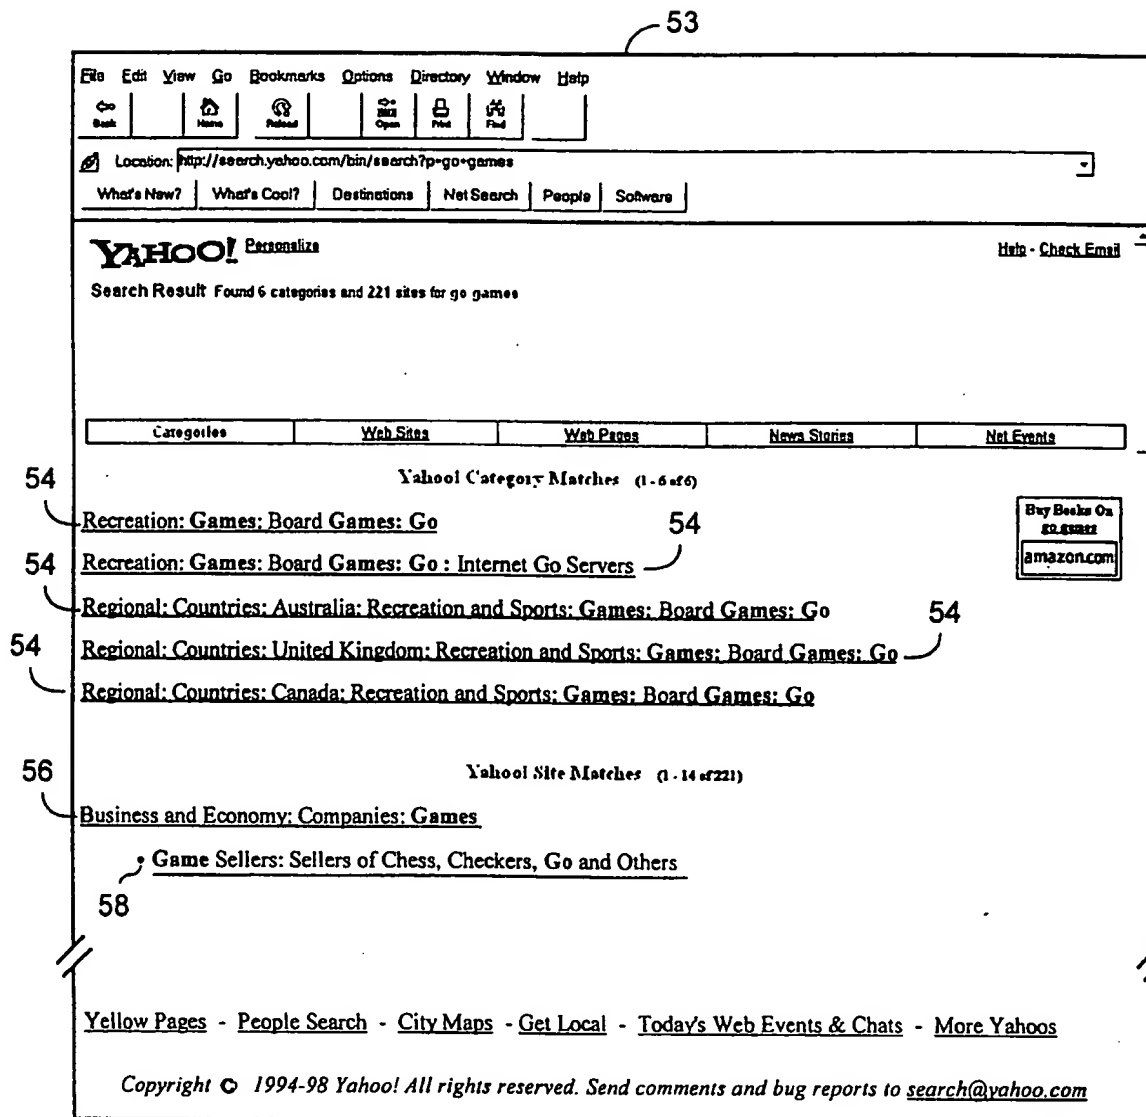 53
File Edit View Go Bookmarks Options Directory Window Help
Back Home Reload Open Print Find
Location: http://search.yahoo.com/bin/search?p=go+games
What's New? What's Cool? Destinations Net Search People Software
YAHOO! Personalize Help - Check Email
Search Result Found 6 categories and 221 sites for go games
Categories Web Sites Web Pages News Stories Net Events
Yahoo! Category Matches (1 - 6 of 6)
54
Recreation: Games: Board Games: Go
Buy Books On
go games
amazon.com
54
54
Recreation: Games: Board Games: Go : Internet Go Servers
Regional: Countries: Australia: Recreation and Sports: Games: Board Games: Go
54
54
Regional: Countries: United Kingdom: Recreation and Sports: Games: Board Games: Go
Regional: Countries: Canada: Recreation and Sports: Games: Board Games: Go
56
Yahoo! Site Matches (1 - 14 of 221)
Business and Economy: Companies: Games
• Game Sellers: Sellers of Chess, Checkers, Go and Others
58
Yellow Pages - People Search - City Maps - Get Local - Today's Web Events & Chats - More Yahoos
Copyright © 1994-98 Yahoo! All rights reserved. Send comments and bug reports to search@yahoo.com